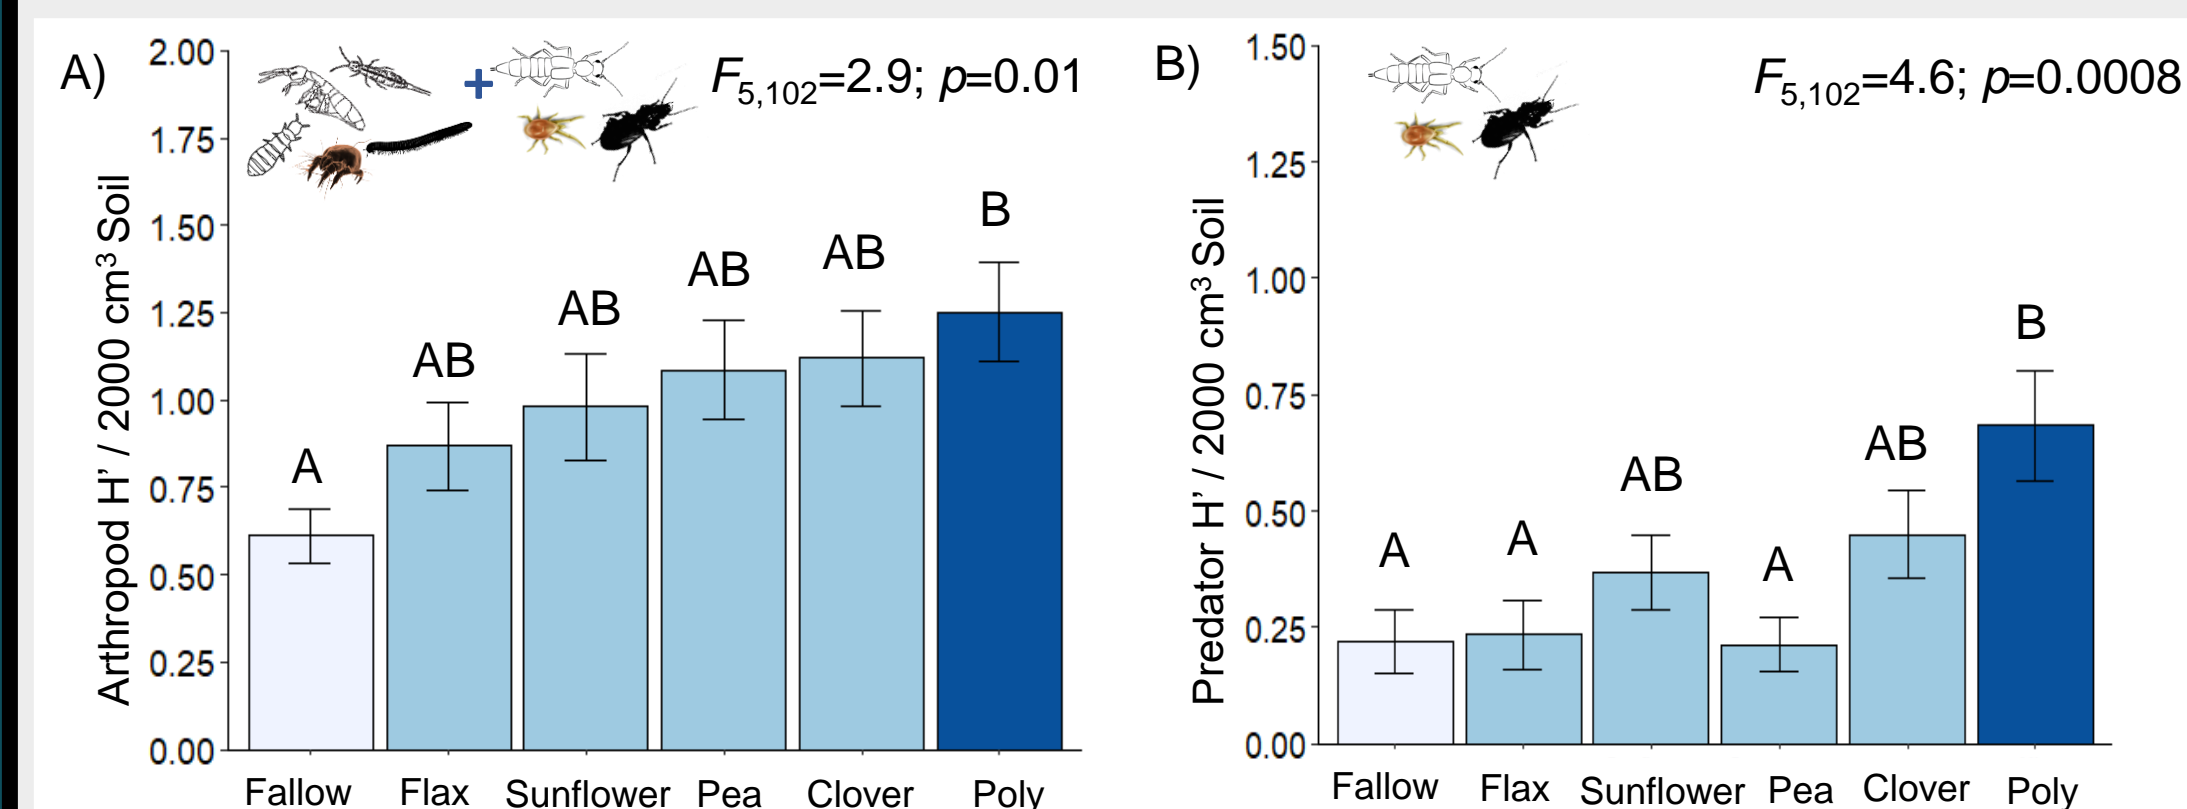 A)
F5,102=2.9; p=0.01
Arthropod H’ / 2000 cm³ Soil
2.00
1.75
1.50
1.25
1.00
0.75
0.50
0.25
0.00
A
AB
AB
AB
AB
B
Fallow Flax Sunflower Pea Clover Poly
B)
F5,102=4.6; p=0.0008
Predator H’ / 2000 cm³ Soil
1.50
1.25
1.00
0.75
0.50
0.25
0.00
A
A
AB
A
AB
B
Fallow Flax Sunflower Pea Clover Poly